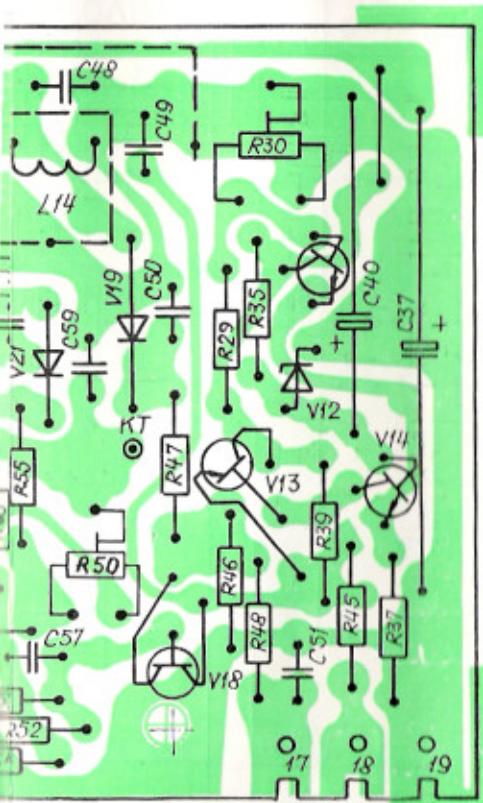 C48
C49
R30
L14
V19
C50
R29
R35
C40
C37
+
+
V21
C59
V12
KT
R47
V13
V14
R55
R39
R50
R46
R48
C51
R45
R37
C57
V18
R52
17
18
19